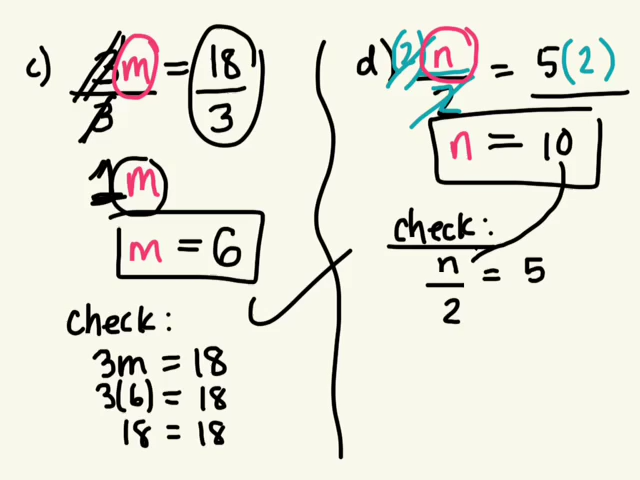 c) 3m = 18
3 3
1m
m = 6
check:
3m = 18
3(6) = 18
18 = 18
d) (2) n = 5(2)
2
n = 10
check:
n = 5
2